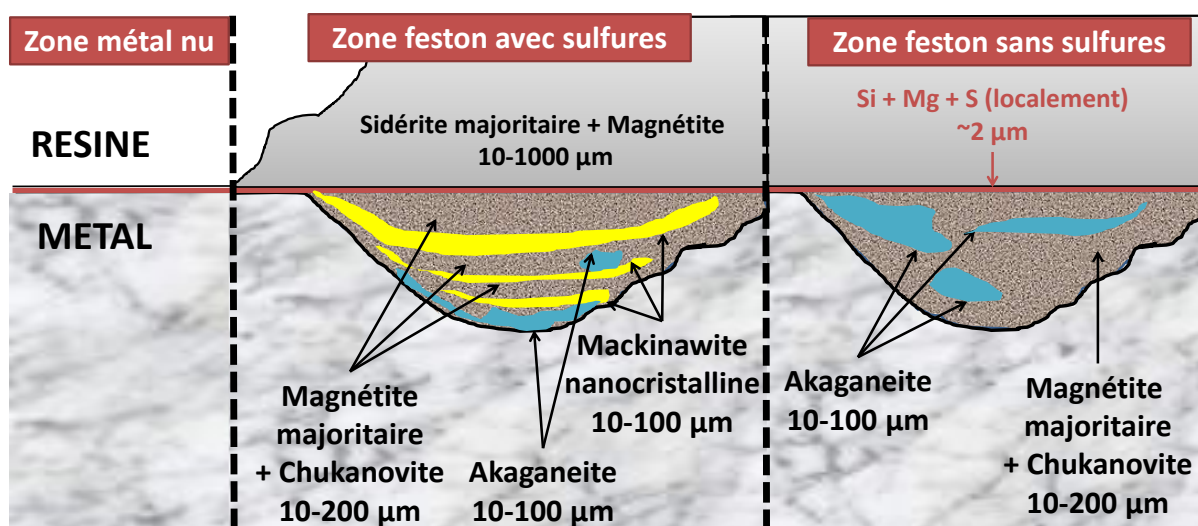 Zone métal nu
Zone feston avec sulfures
Zone feston sans sulfures
RESINE
Sidérite majoritaire + Magnétite
10-1000 µm
Si + Mg + S (localement)
~2 µm
METAL
Magnétite
majoritaire
+ Chukanovite
10-200 µm
Akaganeite
10-100 µm
Mackinawite
nanocristalline
10-100 µm
Akaganeite
10-100 µm
Magnétite
majoritaire
+ Chukanovite
10-200 µm